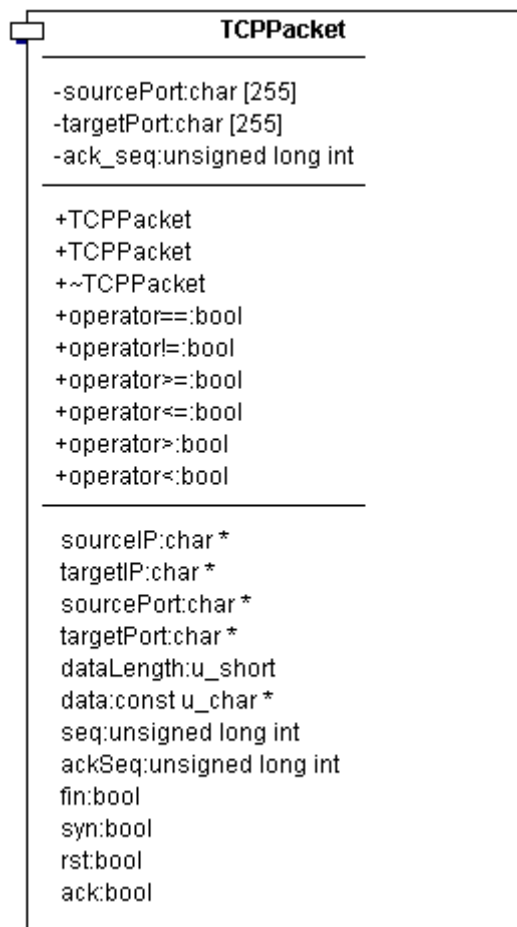 TCPPacket
-sourcePort:char [255]
-targetPort:char [255]
-ack_seq:unsigned long int
+TCPPacket
+TCPPacket
+~TCPPacket
+operator==:bool
+operator!=:bool
+operator>=:bool
+operator<=:bool
+operator>:bool
+operator<:bool
sourceIP:char *
targetIP:char *
sourcePort:char *
targetPort:char *
dataLength:u_short
data:const u_char *
seq:unsigned long int
ackSeq:unsigned long int
fin:bool
syn:bool
rst:bool
ack:bool